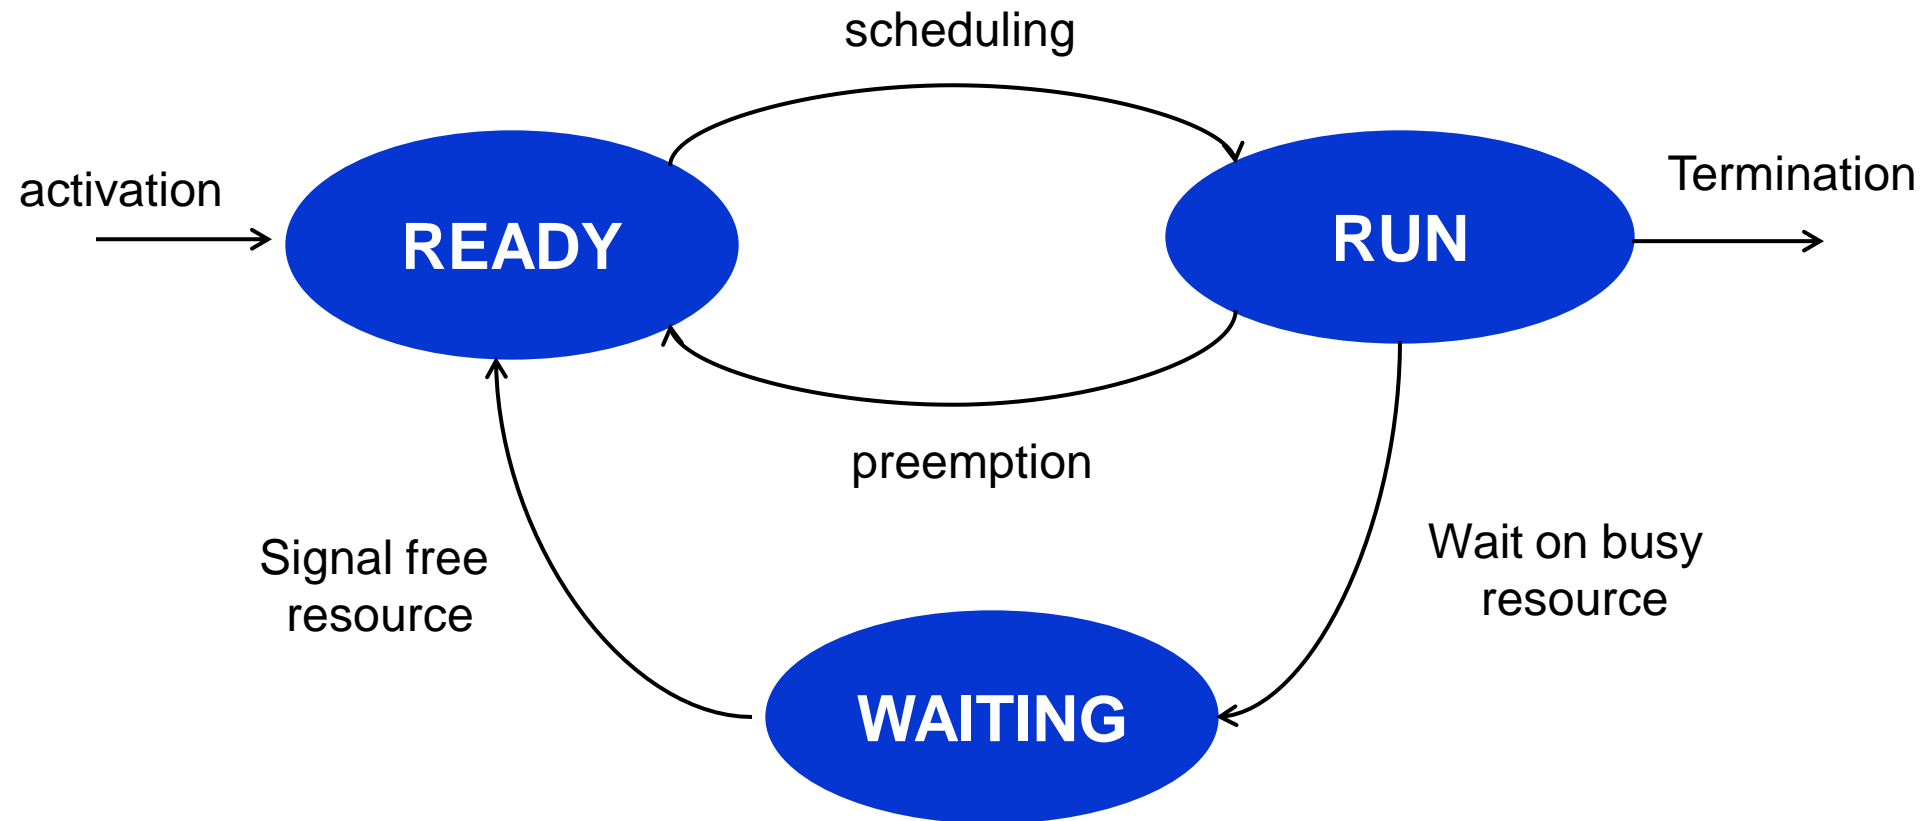 scheduling
activation
Termination
READY
RUN
preemption
Signal free
resource
Wait on busy
resource
WAITING